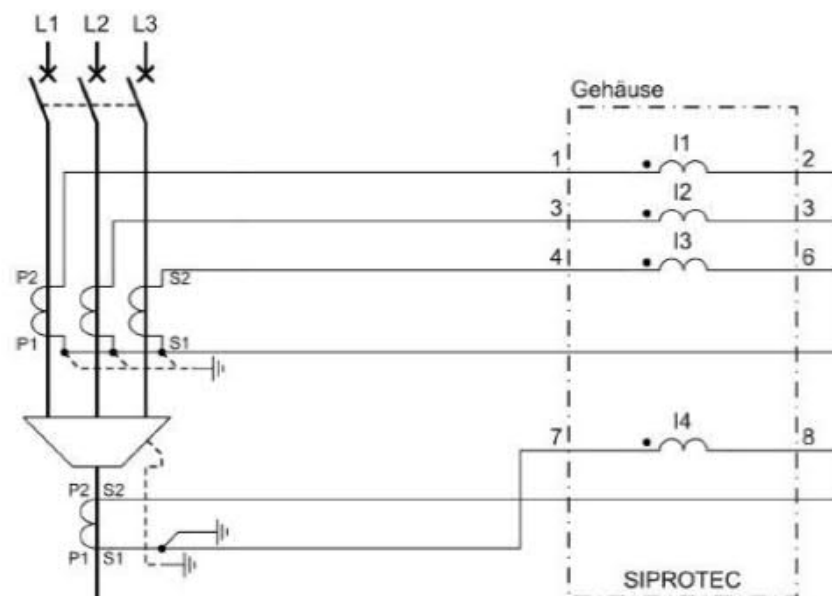 L1 L2 L3
Gehäuse
1 I1 2
3 I2 3
4 I3 6
P2 S2
P1 S1
7 I4 8
P2 S2
P1 S1
SIPROTEC